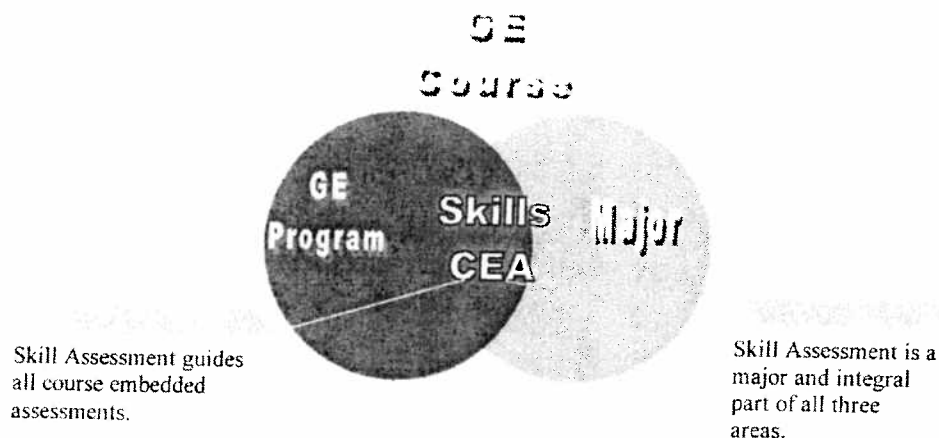 GE
Course
GE
Program
Skills
CEA
Major
Skill Assessment guides
all course embedded
assessments.
Skill Assessment is a
major and integral
part of all three
areas.